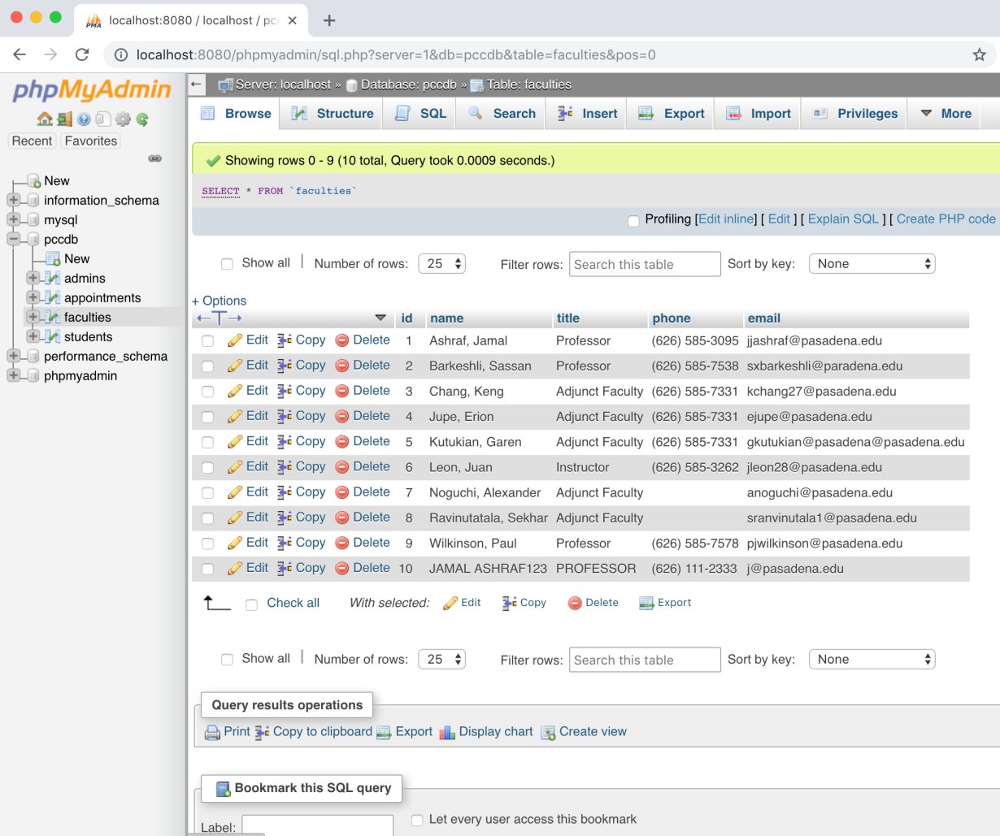 localhost:8080 / localhost / pcc
localhost:8080/phpmyadmin/sql.php?server=1&db=pccdb&table=faculties&pos=0
phpMyAdmin
Recent Favorites
New
information_schema
mysql
pccdb
New
admins
appointments
faculties
students
performance_schema
phpmyadmin
Server: localhost » Database: pccdb » Table: faculties
Browse Structure SQL Search Insert Export Import Privileges More
Showing rows 0 - 9 (10 total, Query took 0.0009 seconds.)
SELECT * FROM `faculties`
Profiling [Edit inline] [ Edit ] [ Explain SQL ] [ Create PHP code
Show all | Number of rows: 25 Filter rows: Search this table Sort by key: None
+ Options
←T→ id name title phone email
Edit Copy Delete 1 Ashraf, Jamal Professor (626) 585-3095 jjashraf@pasadena.edu
Edit Copy Delete 2 Barkeshli, Sassan Professor (626) 585-7538 sxbarkeshli@paradena.edu
Edit Copy Delete 3 Chang, Keng Adjunct Faculty (626) 585-7331 kchang27@pasadena.edu
Edit Copy Delete 4 Jupe, Erion Adjunct Faculty (626) 585-7331 ejupe@pasadena.edu
Edit Copy Delete 5 Kutukian, Garen Adjunct Faculty (626) 585-7331 gkutukian@pasadena@pasadena.edu
Edit Copy Delete 6 Leon, Juan Instructor (626) 585-3262 jleon28@pasadena.edu
Edit Copy Delete 7 Noguchi, Alexander Adjunct Faculty anoguchi@pasadena.edu
Edit Copy Delete 8 Ravinutatala, Sekhar Adjunct Faculty sranvinutala1@pasadena.edu
Edit Copy Delete 9 Wilkinson, Paul Professor (626) 585-7578 pjwilkinson@pasadena.edu
Edit Copy Delete 10 JAMAL ASHRAF123 PROFESSOR (626) 111-2333 j@pasadena.edu
Check all With selected: Edit Copy Delete Export
Show all | Number of rows: 25 Filter rows: Search this table Sort by key: None
Query results operations
Print Copy to clipboard Export Display chart Create view
Bookmark this SQL query
Label: Let every user access this bookmark